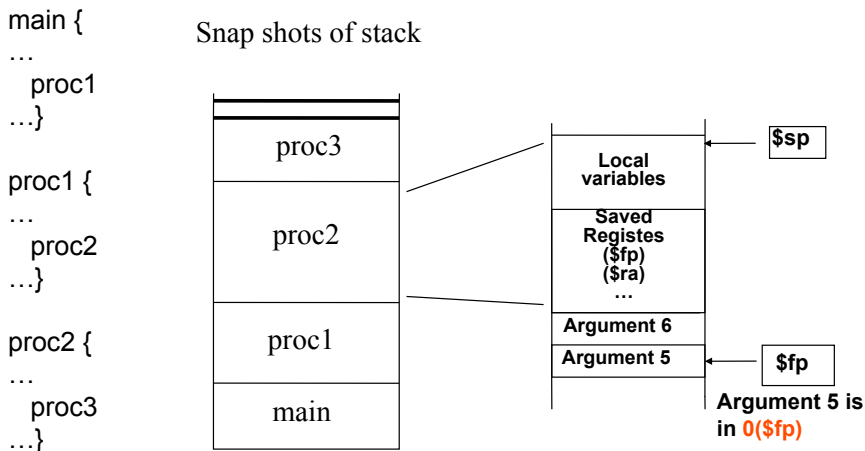 main {
…
proc1
…}
proc1 {
…
proc2
…}
proc2 {
…
proc3
…}
Snap shots of stack
proc3
proc2
proc1
main
Local
variables
Saved
Registes
($fp)
($ra)
…
Argument 6
Argument 5
$sp
$fp
Argument 5 is
in 0($fp)